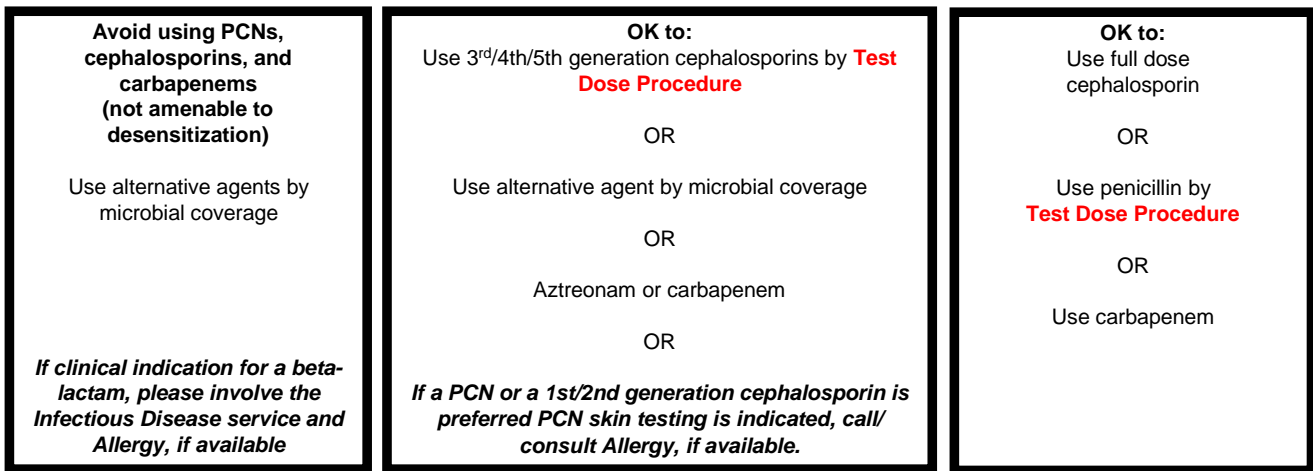 Avoid using PCNs,
cephalosporins, and
carbapenems
(not amenable to
desensitization)
Use alternative agents by
microbial coverage
If clinical indication for a beta-
lactam, please involve the
Infectious Disease service and
Allergy, if available
OK to:
Use 3rd/4th/5th generation cephalosporins by Test
Dose Procedure
OR
Use alternative agent by microbial coverage
OR
Aztreonam or carbapenem
OR
If a PCN or a 1st/2nd generation cephalosporin is
preferred PCN skin testing is indicated, call/
consult Allergy, if available.
OK to:
Use full dose
cephalosporin
OR
Use penicillin by
Test Dose Procedure
OR
Use carbapenem